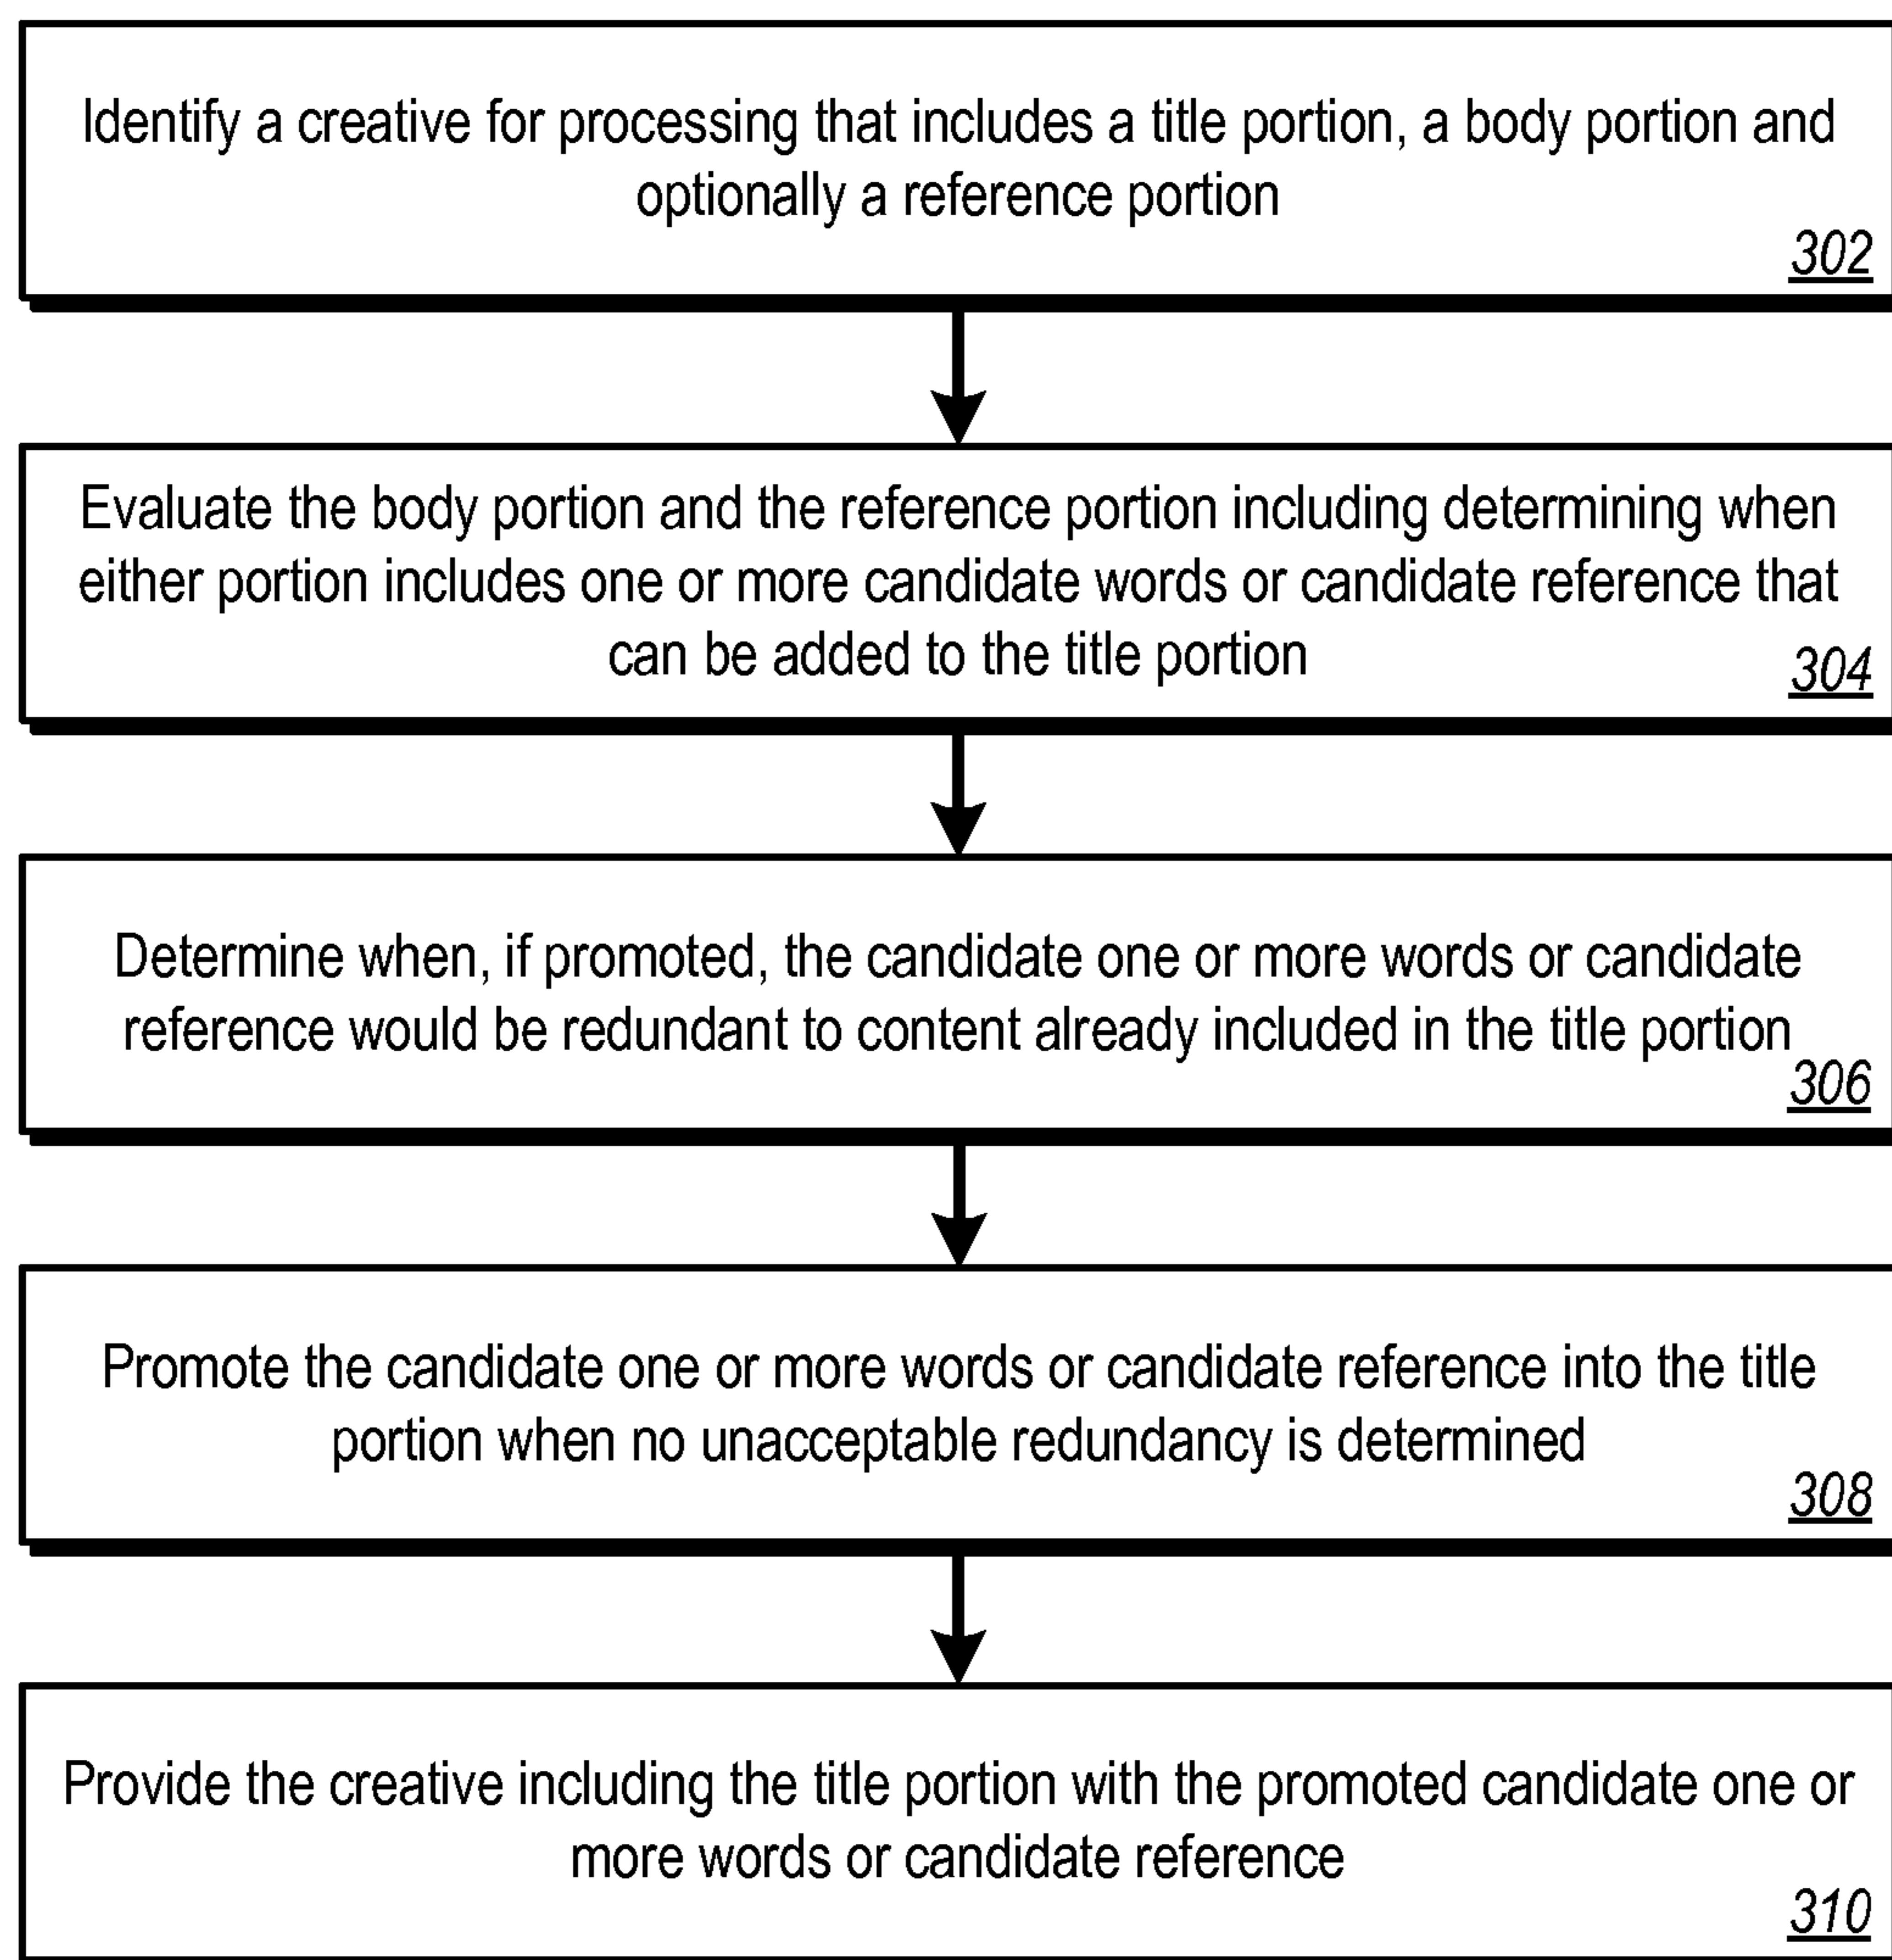 Identify a creative for processing that includes a title portion, a body portion and
optionally a reference portion
302
Evaluate the body portion and the reference portion including determining when
either portion includes one or more candidate words or candidate reference that
can be added to the title portion
304
Determine when, if promoted, the candidate one or more words or candidate
reference would be redundant to content already included in the title portion
306
Promote the candidate one or more words or candidate reference into the title
portion when no unacceptable redundancy is determined
308
Provide the creative including the title portion with the promoted candidate one or
more words or candidate reference
310